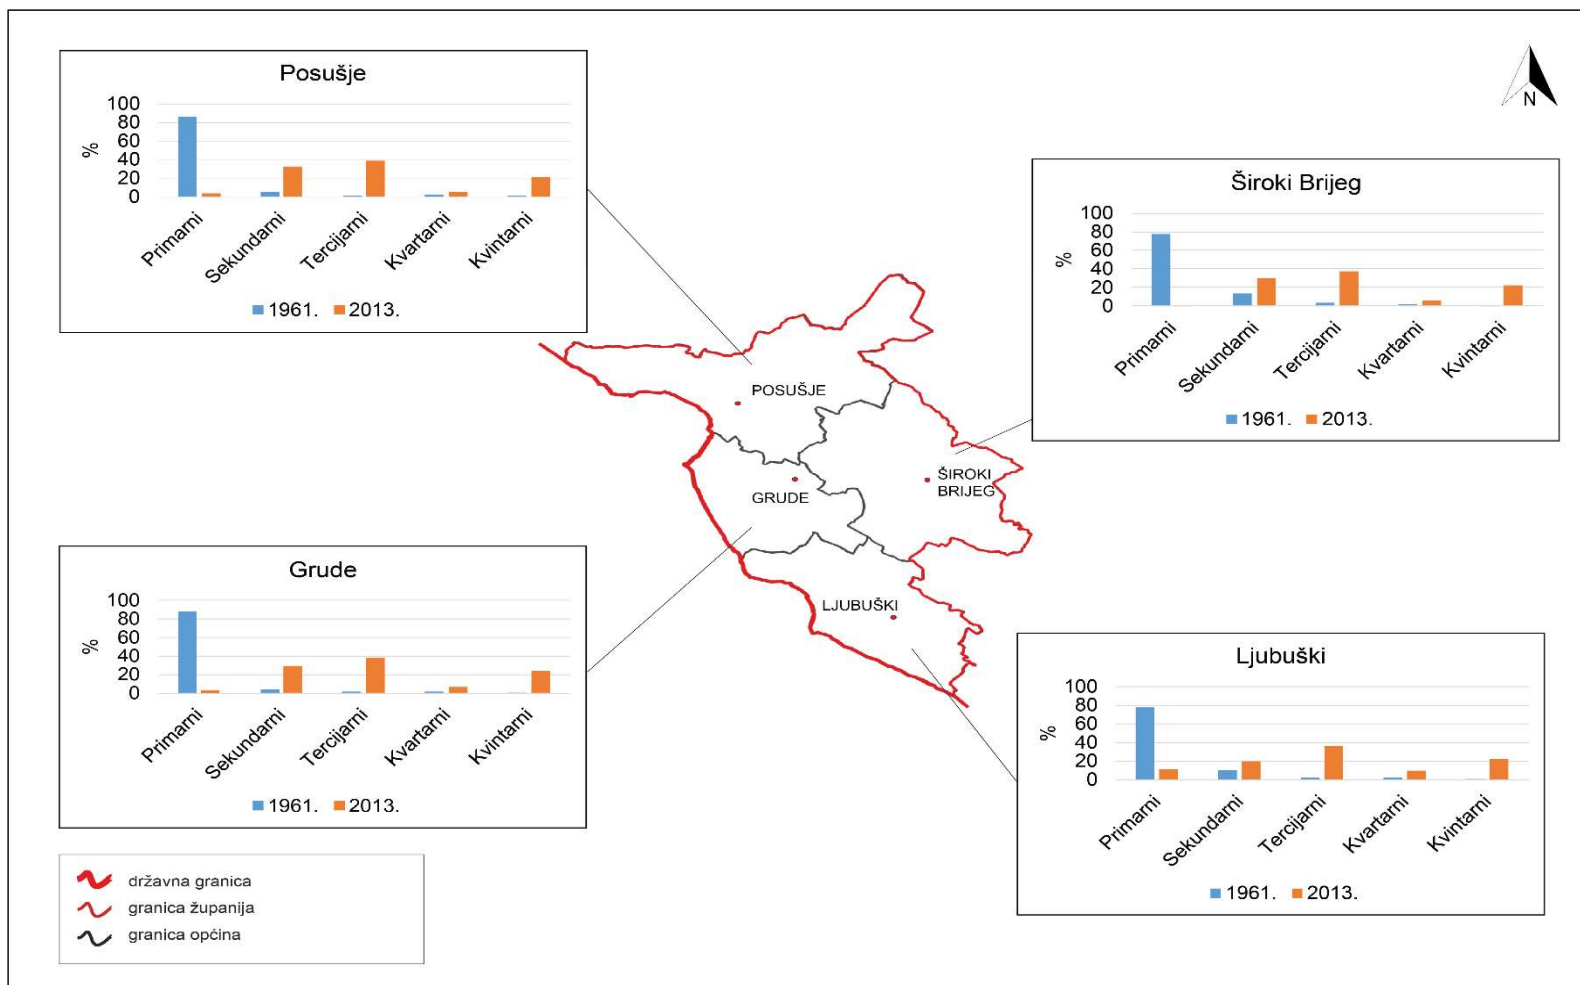 Posušje
100
80
60
40
20
0
%
Primarni
Sekundarni
Tercijarni
Kvartarni
Kvintarni
1961. 2013.
N
Široki Brijeg
100
80
60
40
20
0
%
Primarni
Sekundarni
Tercijarni
Kvartarni
Kvintarni
1961. 2013.
POSUŠJE
ŠIROKI
BRIJEG
GRUDE
LJUBUŠKI
Grude
100
80
60
40
20
0
%
Primarni
Sekundarni
Tercijarni
Kvartarni
Kvintarni
1961. 2013.
Ljubuški
100
80
60
40
20
0
%
Primarni
Sekundarni
Tercijarni
Kvartarni
Kvintarni
1961. 2013.
državna granica
granica županija
granica općina